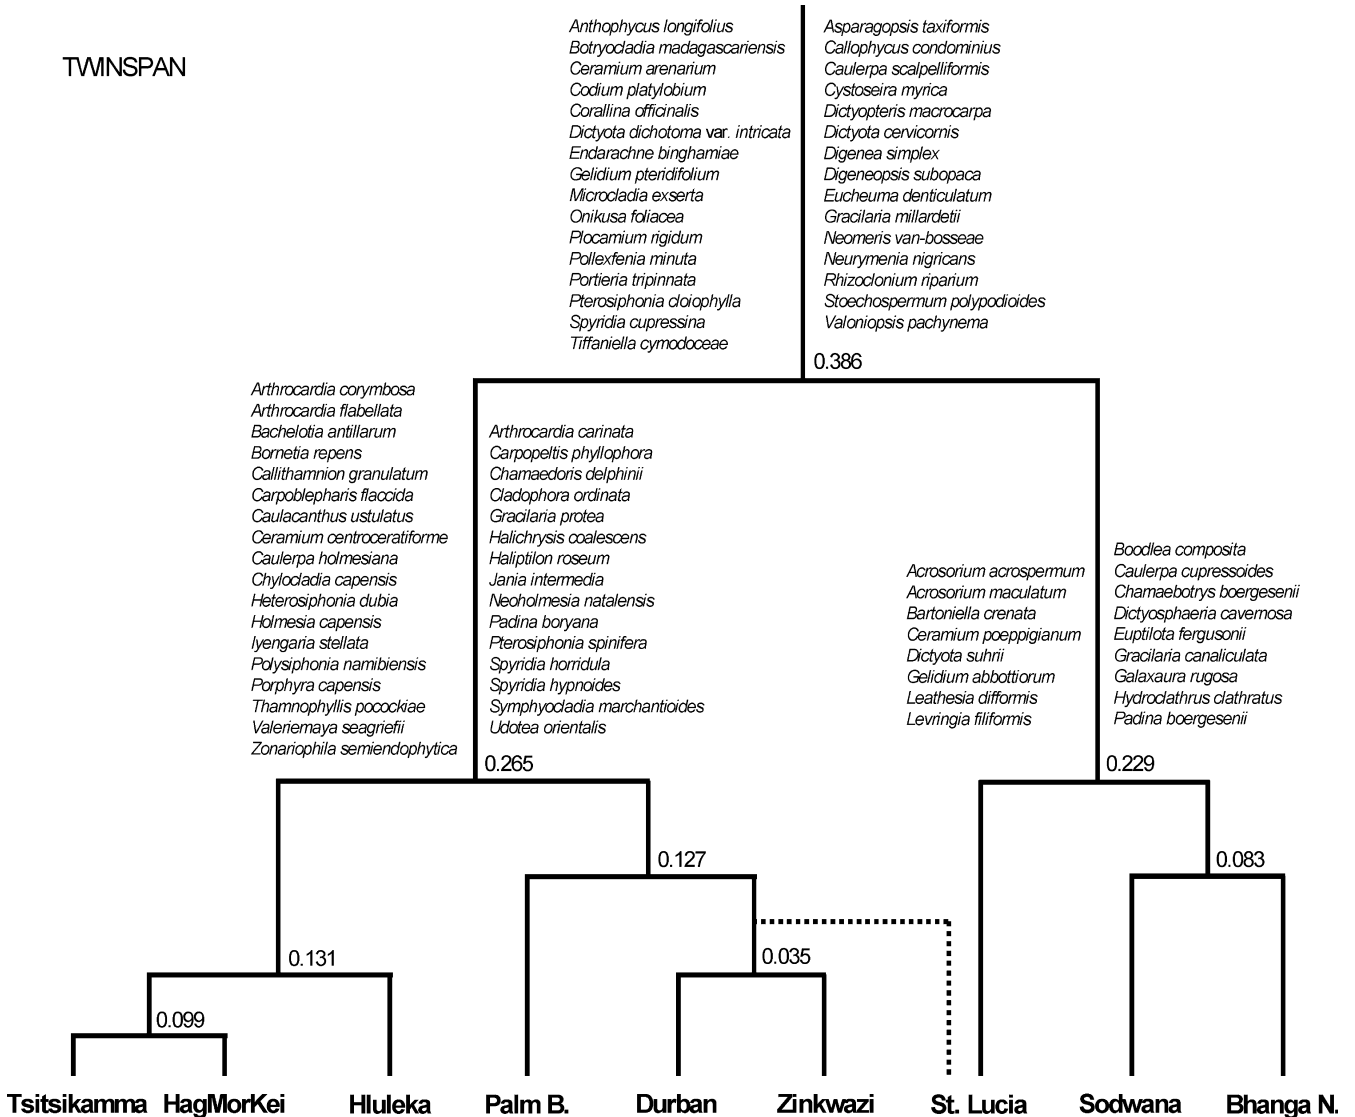 TWINSPAN
Anthophycus longifolius
Botryocladia madagascariensis
Ceramium arenarium
Codium platylobium
Corallina officinalis
Dictyota dichotoma var. intricata
Endarachne binghamiae
Gelidium pteridifolium
Microcladia exserta
Onikusa foliacea
Plocamium rigidum
Pollexfenia minuta
Portieria tripinnata
Pterosiphonia cloiophylla
Spyridia cupressina
Tiffaniella cymodoceae
Asparagopsis taxiformis
Callophycus condominius
Caulerpa scalpelliformis
Cystoseira myrica
Dictyopteris macrocarpa
Dictyota cervicornis
Digenea simplex
Digeneopsis subopaca
Eucheuma denticulatum
Gracilaria millardetii
Neomeris van-bosseae
Neurymenia nigricans
Rhizoclonium riparium
Stoechospermum polypodioides
Valoniopsis pachynema
0.386
Arthrocardia corymbosa
Arthrocardia flabellata
Bachelotia antillarum
Bornetia repens
Callithamnion granulatum
Carpoblepharis flaccida
Caulacanthus ustulatus
Ceramium centroceratiforme
Caulerpa holmesiana
Chylocladia capensis
Heterosiphonia dubia
Holmesia capensis
Iyengaria stellata
Polysiphonia namibiensis
Porphyra capensis
Thamnophyllis pocockiae
Valeriemaya seagriefii
Zonariophila semiendophytica
Arthrocardia carinata
Carpopeltis phyllophora
Chamaedoris delphinii
Cladophora ordinata
Gracilaria protea
Halichrysis coalescens
Haliptilon roseum
Jania intermedia
Neoholmesia natalensis
Padina boryana
Pterosiphonia spinifera
Spyridia horridula
Spyridia hypnoides
Symphyocladia marchantioides
Udotea orientalis
0.265
Acrosorium acrospermum
Acrosorium maculatum
Bartoniella crenata
Ceramium poeppigianum
Dictyota suhrii
Gelidium abbottiorum
Leathesia difformis
Levringia filiformis
Boodlea composita
Caulerpa cupressoides
Chamaebotrys boergesenii
Dictyosphaeria cavernosa
Euptilota fergusonii
Gracilaria canaliculata
Galaxaura rugosa
Hydroclathrus clathratus
Padina boergesenii
0.229
0.127
0.083
0.131
0.035
0.099
Tsitsikamma HagMorKei Hluleka Palm B. Durban Zinkwazi St. Lucia Sodwana Bhanga N.